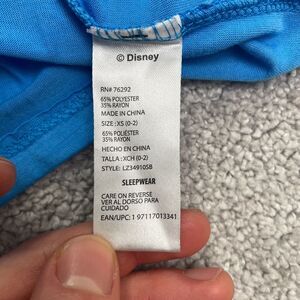 © Disney
RN# 76292
65% POLYESTER
35% RAYON
MADE IN CHINA
SIZE : XS (0-2)
65% POLIÉSTER
35% RAYON
HECHO EN CHINA
TALLA : XCH (0-2)
STYLE: LZ34910SB
SLEEPWEAR
CARE ON REVERSE
VER AL DORSO PARA
CUIDADO
EAN/UPC: 1 97117013341